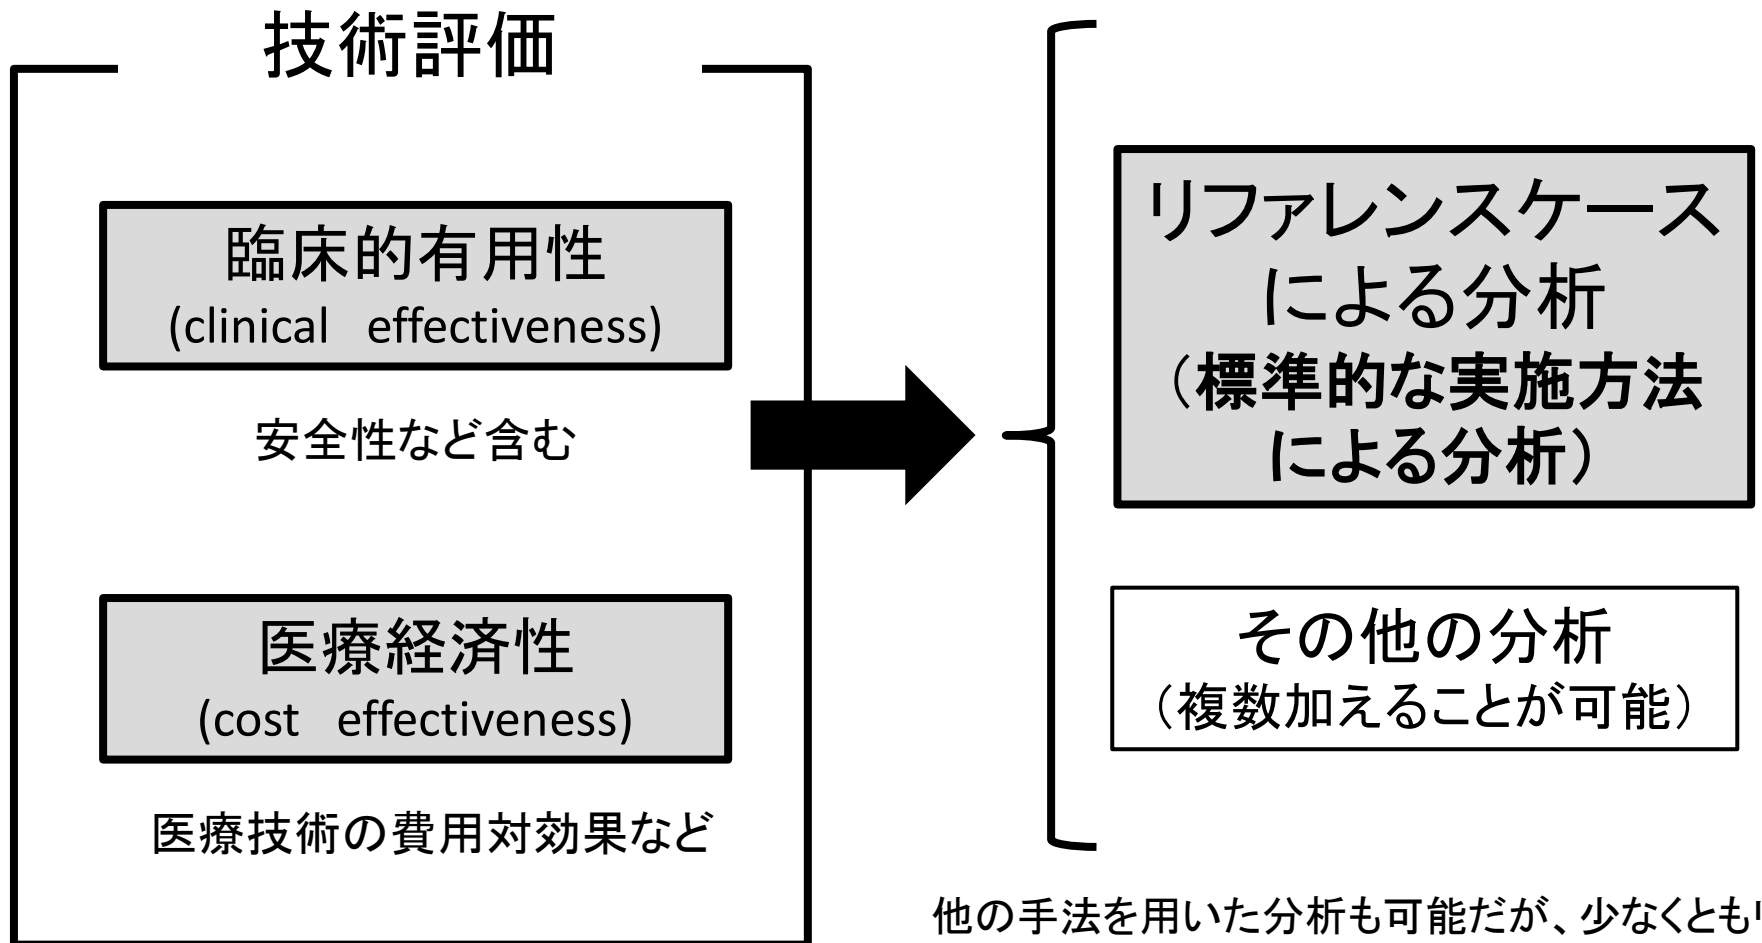 技術評価
臨床的有用性
(clinical effectiveness)
安全性など含む
医療経済性
(cost effectiveness)
医療技術の費用対効果など
リファレンスケース
による分析
（標準的な実施方法
による分析）
その他の分析
（複数加えることが可能）
他の手法を用いた分析も可能だが、少なくとも